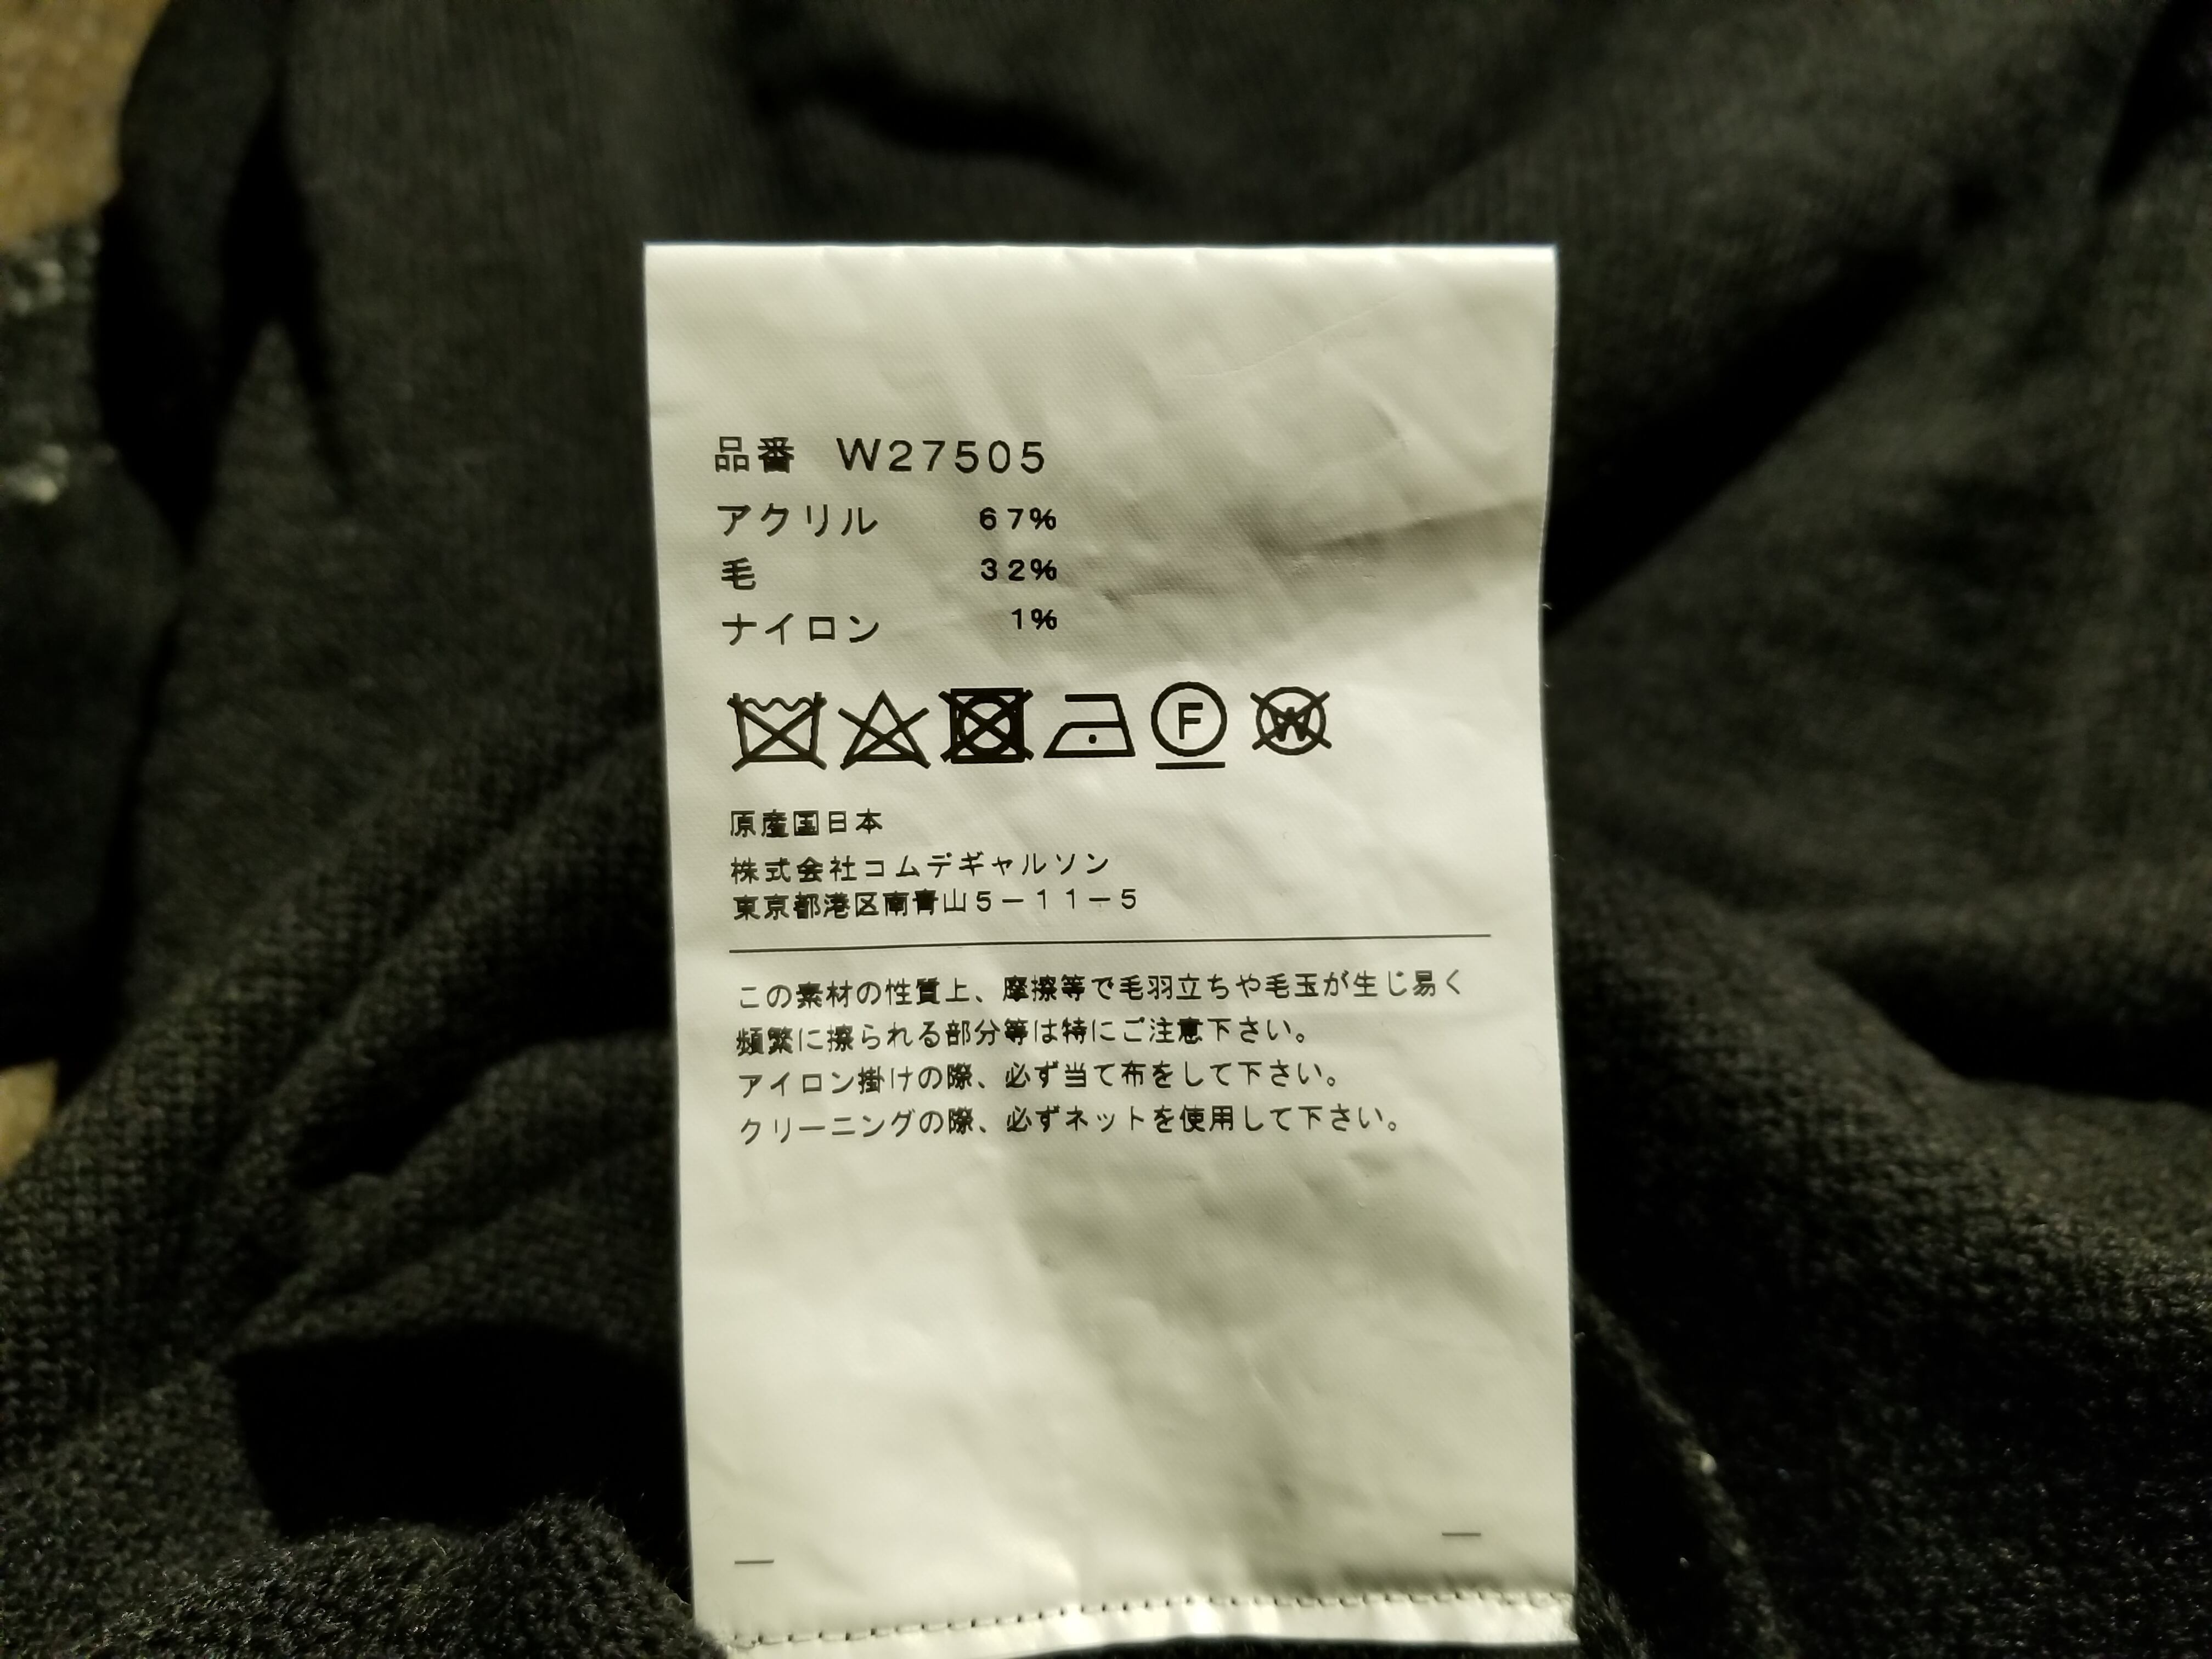 品番 W27505
アクリル 67%
毛 32%
ナイロン 1%
F W
原産国日本
株式会社コムデギャルソン
東京都港区南青山5－11－5
この素材の性質上、摩擦等で毛羽立ちや毛玉が生じ易く
頻繁に擦られる部分等は特にご注意下さい。
アイロン掛けの際、必ず当て布をして下さい。
クリーニングの際、必ずネットを使用して下さい。